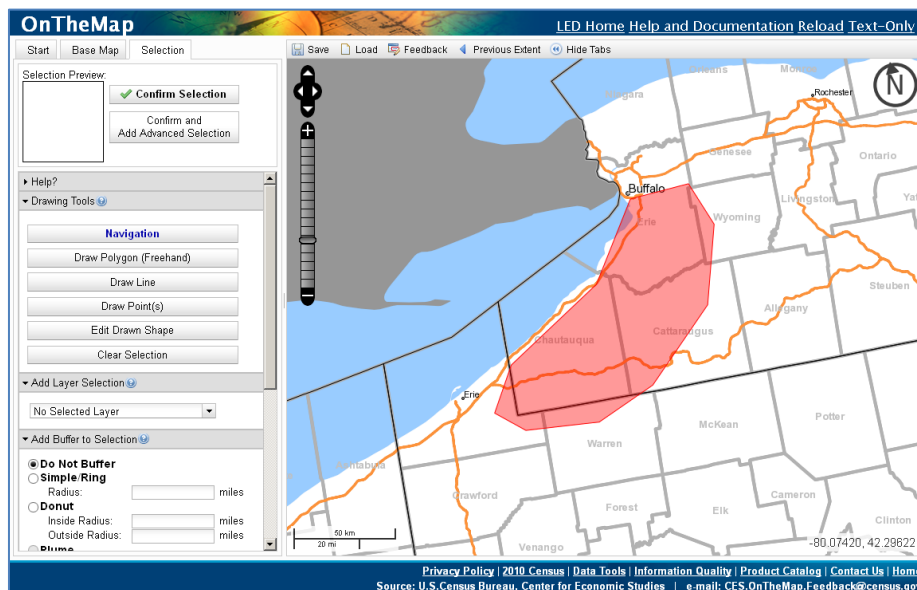 OnTheMap
LED Home Help and Documentation Reload Text-Only
Start Base Map Selection
Save Load Feedback Previous Extent Hide Tabs
Selection Preview:
Confirm Selection
Confirm and
Add Advanced Selection
Help?
Drawing Tools
Navigation
Draw Polygon (Freehand)
Draw Line
Draw Point(s)
Edit Drawn Shape
Clear Selection
Add Layer Selection
No Selected Layer
Add Buffer to Selection
Do Not Buffer
Simple/Ring
Radius: miles
Donut
Inside Radius: miles
Outside Radius: miles
Plume
N
Rochester
Genesee
Ontario
Buffalo
Livingston
Erie
Wyoming
Steuben
Allegany
Cattaraugus
Chautauqua
Erie
McKean
Potter
Warren
Crawford
Forest
Elk
Cameron
Clinton
Venango
50 km
20 mi
-80.07420, 42.29622
Privacy Policy | 2010 Census | Data Tools | Information Quality | Product Catalog | Contact Us | Home
Source: U.S.Census Bureau, Center for Economic Studies | e-mail: CES.OnTheMap.Feedback@census.gov